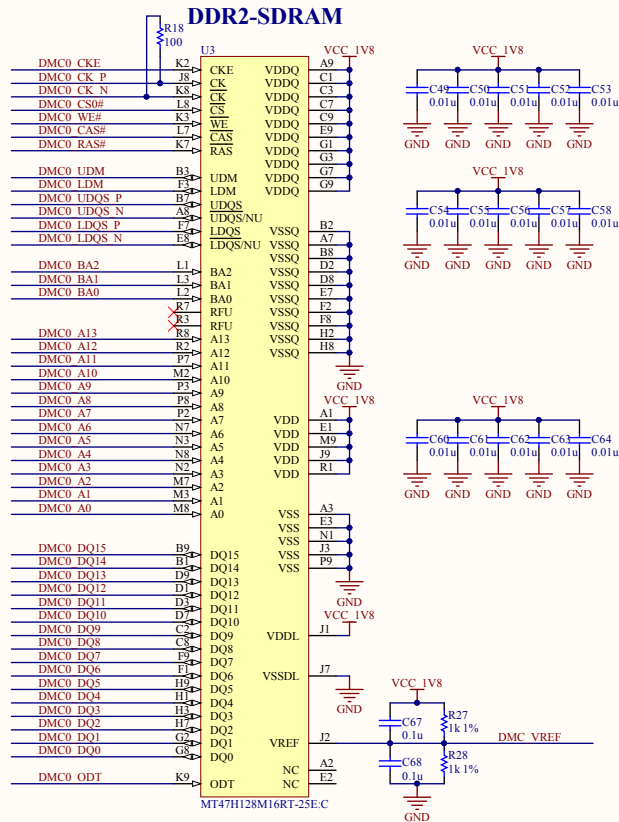 DDR2-SDRAM
R18
100
U3
DMC0_CKE K2 CKE VDDQ A9 VCC_1V8
DMC0_CK_P J8 CK VDDQ C1
DMC0_CK_N K8 CK VDDQ C3
DMC0_CS0# L8 CS VDDQ C7
DMC0_WE# K3 WE VDDQ C9
DMC0_CAS# L7 CAS VDDQ E9
DMC0_RAS# K7 RAS VDDQ G1
VDDQ G3
DMC0_UDM B3 UDM VDDQ G7
DMC0_LDM F3 LDM VDDQ G9
DMC0_UDQS_P B7 UDQS
DMC0_UDQS_N A8 UDQS/NU
DMC0_LDQS_P F7 LDQS VSSQ B2
DMC0_LDQS_N E8 LDQS/NU VSSQ A7
VSSQ B8
DMC0_BA2 L1 BA2 VSSQ D2
DMC0_BA1 L3 BA1 VSSQ D8
DMC0_BA0 L2 BA0 VSSQ E7
R7 RFU VSSQ F2
R3 RFU VSSQ F8
DMC0_A13 R8 A13 VSSQ H2
DMC0_A12 R2 A12 VSSQ H8
DMC0_A11 P7 A11
DMC0_A10 M2 A10 GND
DMC0_A9 P3 A9 VCC_1V8
DMC0_A8 P8 A8
DMC0_A7 P2 A7 VDD A1
DMC0_A6 N7 A6 VDD E1
DMC0_A5 N3 A5 VDD M9
DMC0_A4 N8 A4 VDD J9
DMC0_A3 N2 A3 VDD R1
DMC0_A2 M7 A2
DMC0_A1 M3 A1
DMC0_A0 M8 A0 VSS A3
VSS E3
VSS N1
DMC0_DQ15 B9 DQ15 VSS J3
DMC0_DQ14 B1 DQ14 VSS P9
DMC0_DQ13 D9 DQ13
DMC0_DQ12 D1 DQ12 GND
DMC0_DQ11 D3 DQ11 VCC_1V8
DMC0_DQ10 D7 DQ10
DMC0_DQ9 C2 DQ9 VDDL J1
DMC0_DQ8 C8 DQ8
DMC0_DQ7 F9 DQ7
DMC0_DQ6 F1 DQ6 VSSDL J7
DMC0_DQ5 H9 DQ5
DMC0_DQ4 H1 DQ4 GND
DMC0_DQ3 H3 DQ3
DMC0_DQ2 H7 DQ2
DMC0_DQ1 G2 DQ1 VREF J2
DMC0_DQ0 G8 DQ0
NC A2
DMC0_ODT K9 ODT NC E2
MT47H128M16RT-25E:C
VCC_1V8
C49 C50 C51 C52 C53
0.01u 0.01u 0.01u 0.01u 0.01u
GND GND GND GND GND
VCC_1V8
C54 C55 C56 C57 C58
0.01u 0.01u 0.01u 0.01u 0.01u
GND GND GND GND GND
VCC_1V8
C60 C61 C62 C63 C64
0.01u 0.01u 0.01u 0.01u 0.01u
GND GND GND GND GND
VCC_1V8
C67 R27
0.1u 1k 1%
DMC_VREF
C68 R28
0.1u 1k 1%
GND